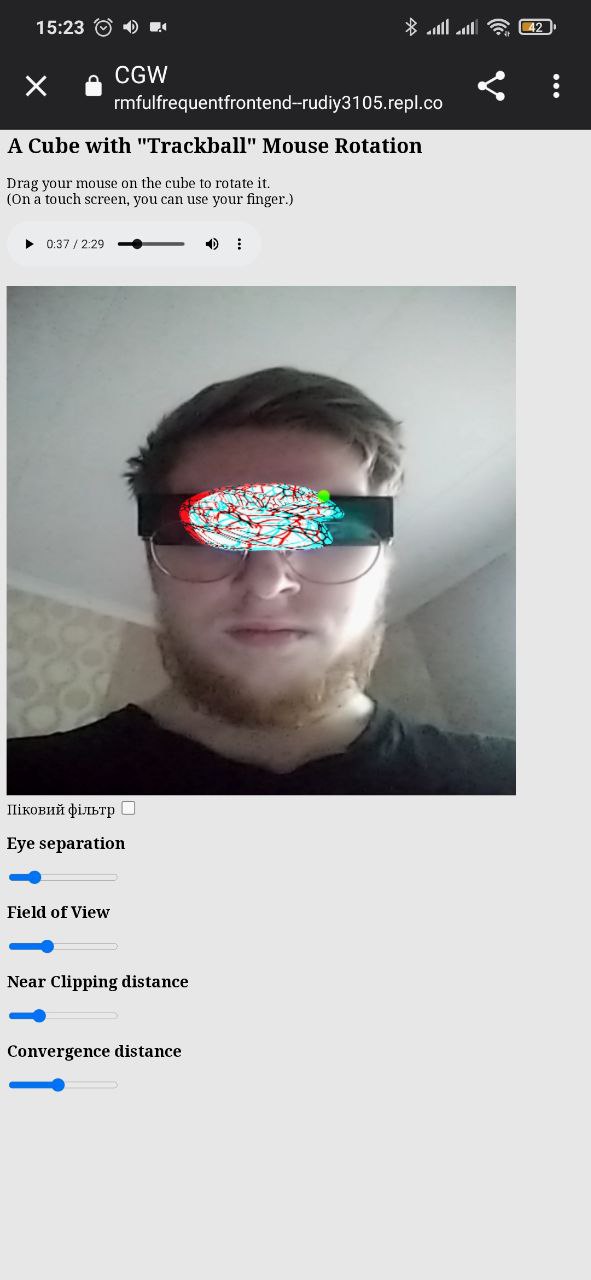 15:23
42
CGW
rmfulfrequentfrontend--rudiy3105.repl.co
A Cube with "Trackball" Mouse Rotation
Drag your mouse on the cube to rotate it.
(On a touch screen, you can use your finger.)
0:37 / 2:29
Піковий фільтр
Eye separation
Field of View
Near Clipping distance
Convergence distance